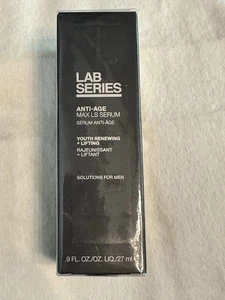 LAB
SERIES
ANTI-AGE
MAX LS SERUM
SÉRUM ANTI-ÂGE
YOUTH RENEWING
+ LIFTING
RAJEUNISSANT
+ LIFTANT
SOLUTIONS FOR MEN
.9 FL. OZ./OZ. LIQ./27 ml ℮